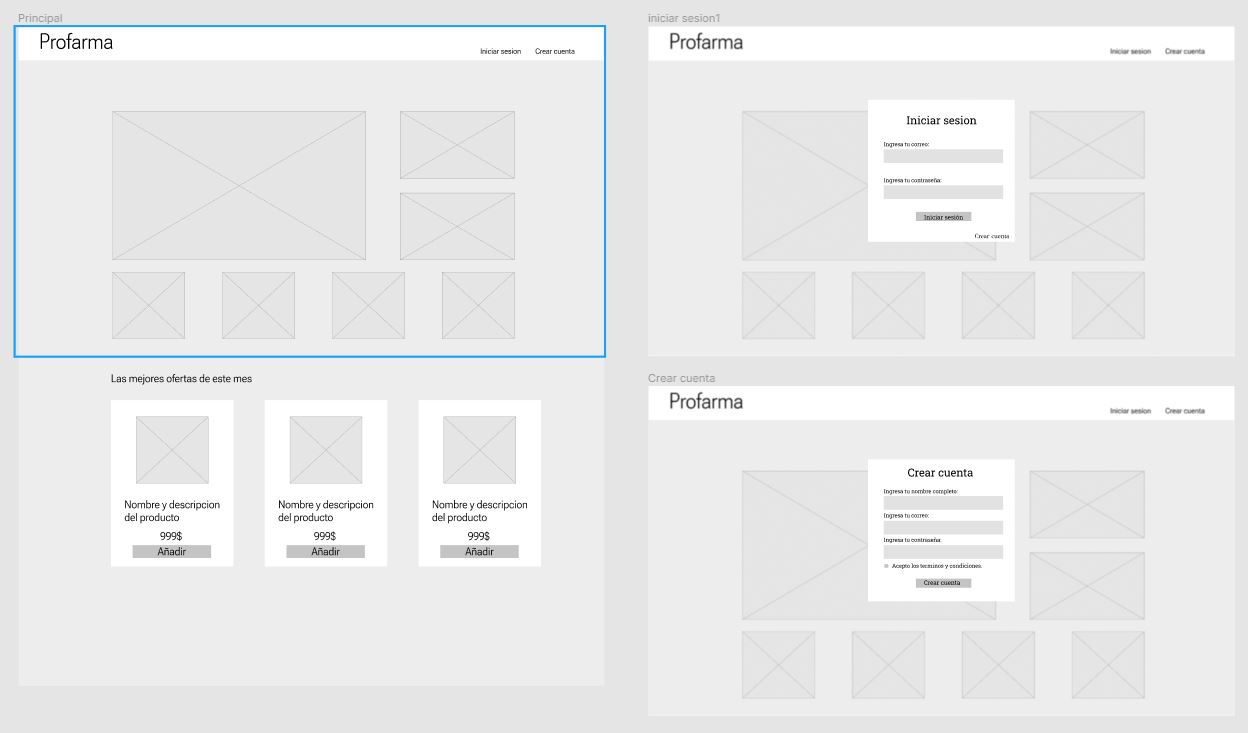 Principal
Profarma
Iniciar sesion
Crear cuenta
Las mejores ofertas de este mes
Nombre y descripcion
del producto
999$
Añadir
Nombre y descripcion
del producto
999$
Añadir
Nombre y descripcion
del producto
999$
Añadir
iniciar sesion1
Profarma
Iniciar sesion
Crear cuenta
Iniciar sesion
Ingresa tu correo:
Ingresa tu contraseña:
Iniciar sesión
Crear cuenta
Crear cuenta
Profarma
Iniciar sesion
Crear cuenta
Crear cuenta
Ingresa tu nombre completo:
Ingresa tu correo:
Ingresa tu contraseña:
Acepto los terminos y condiciones.
Crear cuenta